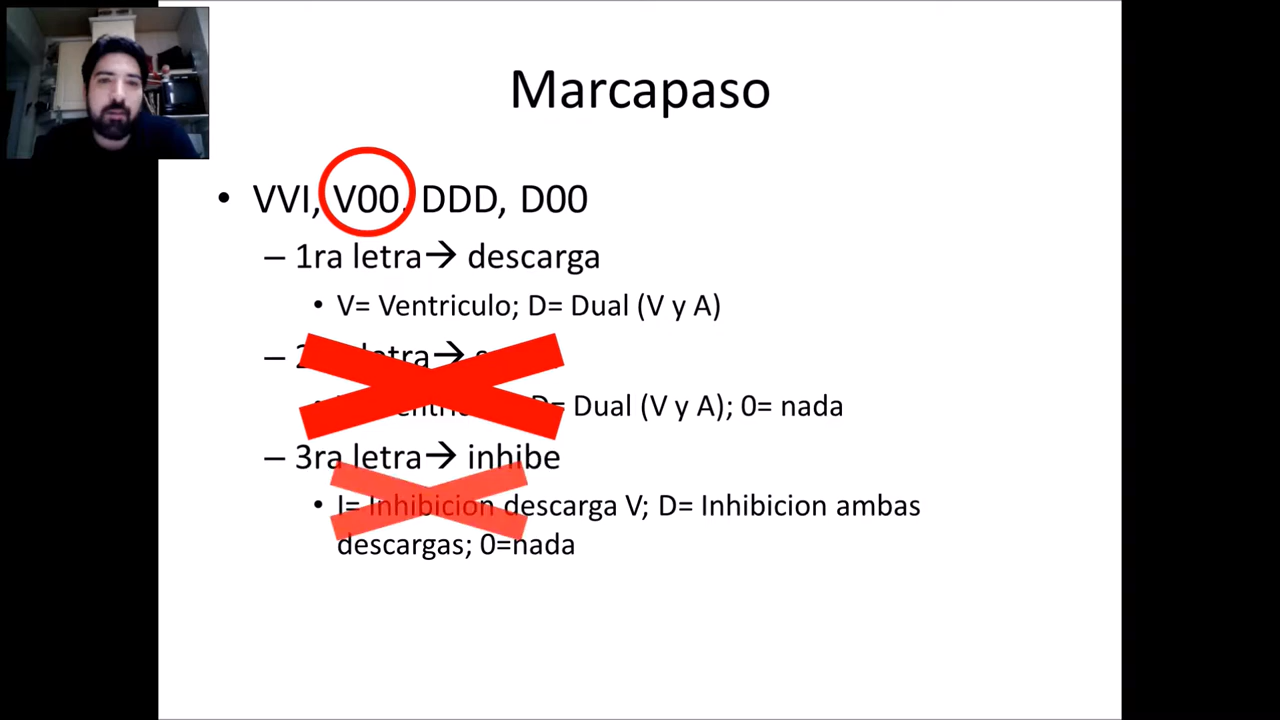 Marcapaso
• VVI, V00, DDD, D00
– 1ra letra→ descarga
• V= Ventriculo; D= Dual (V y A)
– 2 letra→
D= Dual (V y A); 0= nada
– 3ra letra→ inhibe
• I= Inhibicion descarga V; D= Inhibicion ambas
descargas; 0=nada